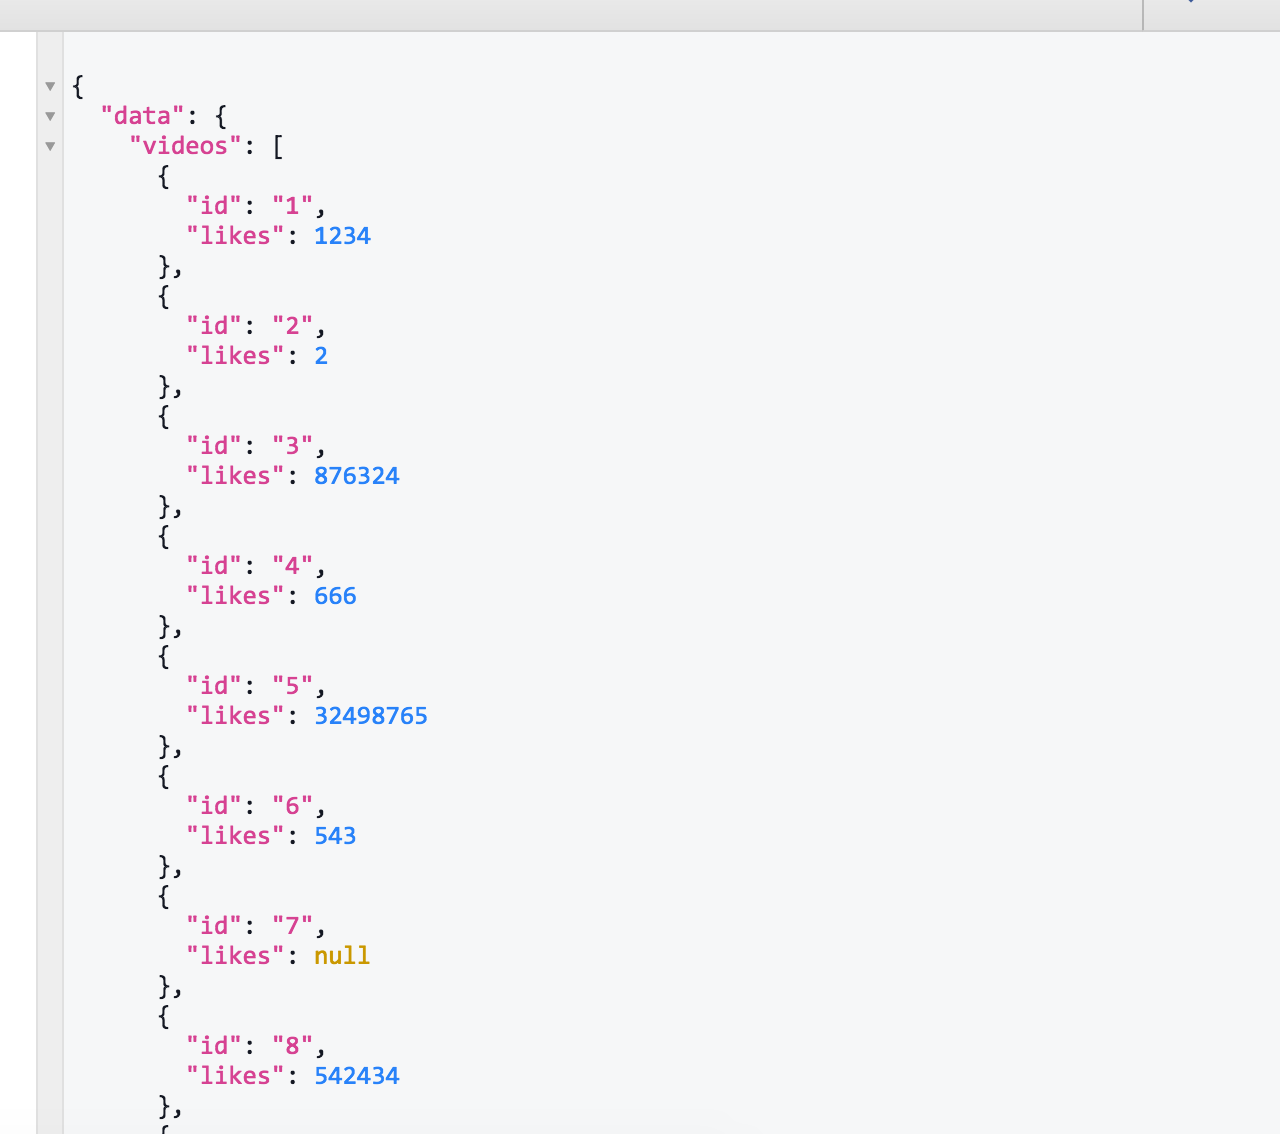 {
  "data": {
    "videos": [
      {
        "id": "1",
        "likes": 1234
      },
      {
        "id": "2",
        "likes": 2
      },
      {
        "id": "3",
        "likes": 876324
      },
      {
        "id": "4",
        "likes": 666
      },
      {
        "id": "5",
        "likes": 32498765
      },
      {
        "id": "6",
        "likes": 543
      },
      {
        "id": "7",
        "likes": null
      },
      {
        "id": "8",
        "likes": 542434
      },
      {